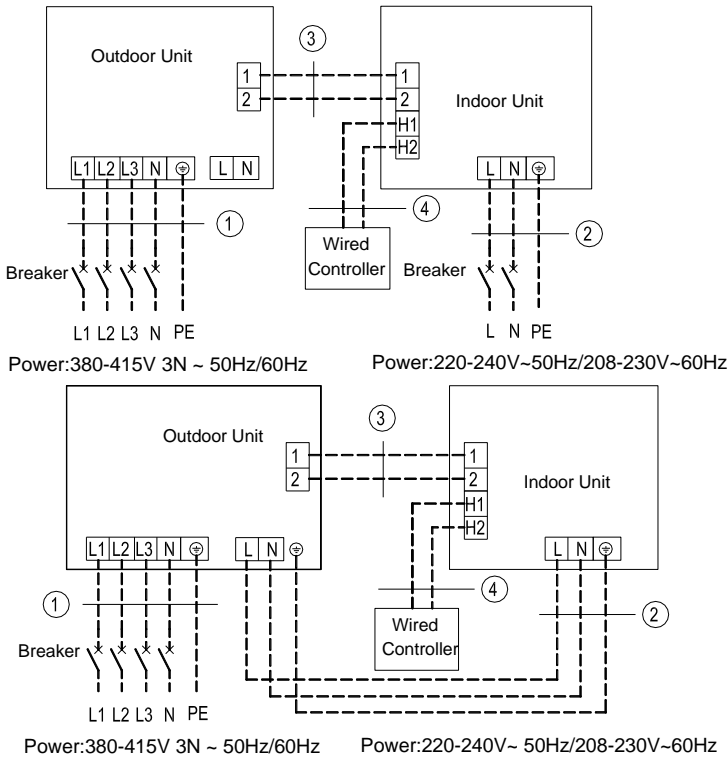 ③
Outdoor Unit
1 1
2 2
Indoor Unit
H1
H2
L1 L2 L3 N L N
L N
④
①
②
Wired
Controller
Breaker
Breaker
L1 L2 L3 N PE
L N PE
Power:380-415V 3N ~ 50Hz/60Hz
Power:220-240V~50Hz/208-230V~60Hz
③
Outdoor Unit
1 1
2 2
Indoor Unit
H1
H2
L1 L2 L3 N L N
L N
④
①
②
Wired
Controller
Breaker
L1 L2 L3 N PE
Power:380-415V 3N ~ 50Hz/60Hz
Power:220-240V~ 50Hz/208-230V~60Hz